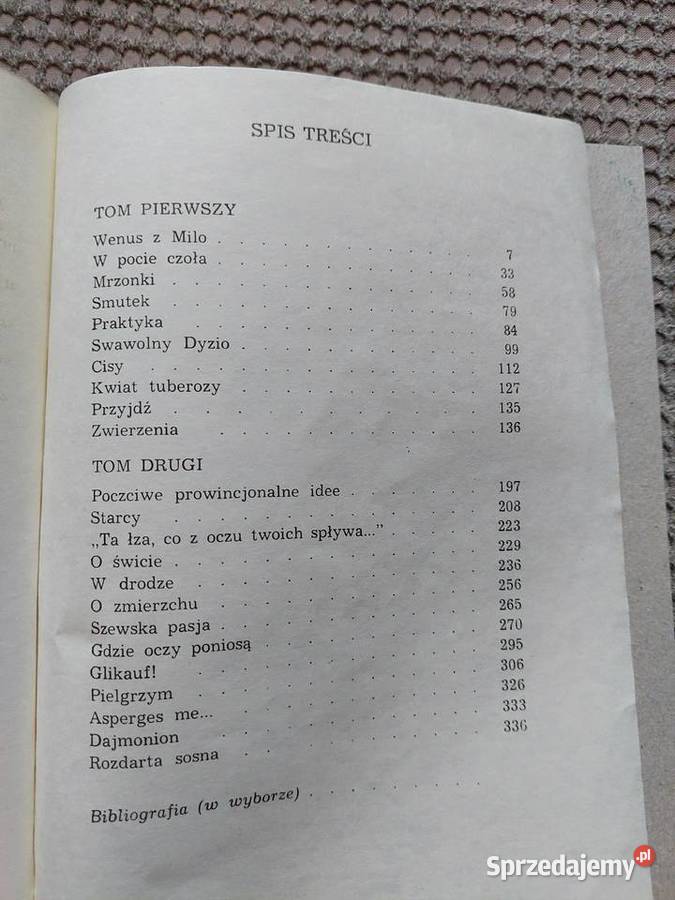 SPIS TREŚCI
TOM PIERWSZY
Wenus z Milo . . . . . . . . . . . . 7
W pocie czoła . . . . . . . . . . . . 33
Mrzonki . . . . . . . . . . . . 58
Smutek . . . . . . . . . . . . 79
Praktyka . . . . . . . . . . . . 84
Swawolny Dyzio . . . . . . . . . . 99
Cisy . . . . . . . . . . . . 112
Kwiat tuberozy . . . . . . . . . . 127
Przyjdź . . . . . . . . . . . . 135
Zwierzenia . . . . . . . . . . . 136
TOM DRUGI
Poczciwe prowincjonalne idee . . . . . . 197
Starcy . . . . . . . . . . . . 208
„Ta łza, co z oczu twoich spływa..." . . . . . 223
O świcie . . . . . . . . . . . . 229
W drodze . . . . . . . . . . . . 236
O zmierzchu . . . . . . . . . . . 256
Szewska pasja . . . . . . . . . . . 265
Gdzie oczy poniosą . . . . . . . . . 270
Glikauf! . . . . . . . . . . . . 295
Pielgrzym . . . . . . . . . . . 306
Asperges me... . . . . . . . . . . 326
Dajmonion . . . . . . . . . . . 333
Rozdarta sosna . . . . . . . . . . 336
Bibliografia (w wyborze) . . . . . . .
Sprzedajemy.pl